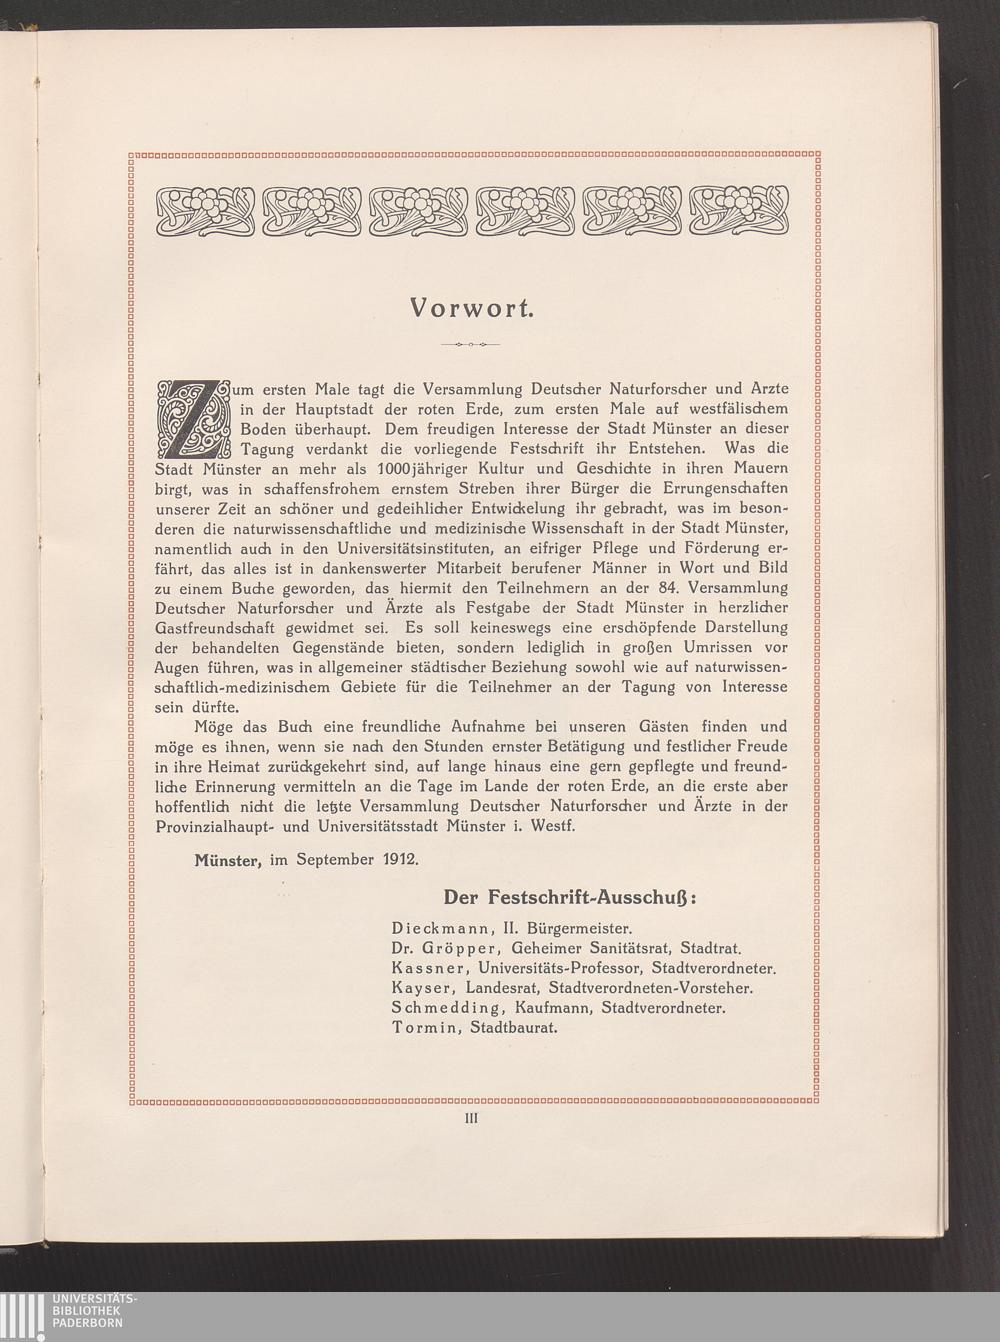 Vorwort.
Zum ersten Male tagt die Versammlung Deutscher Naturforscher und Arzte
in der Hauptstadt der roten Erde, zum ersten Male auf westfälischem
Boden überhaupt. Dem freudigen Interesse der Stadt Münster an dieser
Tagung verdankt die vorliegende Festschrift ihr Entstehen. Was die
Stadt Münster an mehr als 1000jähriger Kultur und Geschichte in ihren Mauern
birgt, was in schaffensfrohem ernstem Streben ihrer Bürger die Errungenschaften
unserer Zeit an schöner und gedeihlicher Entwickelung ihr gebracht, was im beson-
deren die naturwissenschaftliche und medizinische Wissenschaft in der Stadt Münster,
namentlich auch in den Universitätsinstituten, an eifriger Pflege und Förderung er-
fährt, das alles ist in dankenswerter Mitarbeit berufener Männer in Wort und Bild
zu einem Buche geworden, das hiermit den Teilnehmern an der 84. Versammlung
Deutscher Naturforscher und Ärzte als Festgabe der Stadt Münster in herzlicher
Gastfreundschaft gewidmet sei. Es soll keineswegs eine erschöpfende Darstellung
der behandelten Gegenstände bieten, sondern lediglich in großen Umrissen vor
Augen führen, was in allgemeiner städtischer Beziehung sowohl wie auf naturwissen-
schaftlich-medizinischem Gebiete für die Teilnehmer an der Tagung von Interesse
sein dürfte.
Möge das Buch eine freundliche Aufnahme bei unseren Gästen finden und
möge es ihnen, wenn sie nach den Stunden ernster Betätigung und festlicher Freude
in ihre Heimat zurückgekehrt sind, auf lange hinaus eine gern gepflegte und freund-
liche Erinnerung vermitteln an die Tage im Lande der roten Erde, an die erste aber
hoffentlich nicht die letzte Versammlung Deutscher Naturforscher und Ärzte in der
Provinzialhaupt- und Universitätsstadt Münster i. Westf.
Münster, im September 1912.
Der Festschrift-Ausschuß:
Dieckmann, II. Bürgermeister.
Dr. Gröpper, Geheimer Sanitätsrat, Stadtrat.
Kassner, Universitäts-Professor, Stadtverordneter.
Kayser, Landesrat, Stadtverordneten-Vorsteher.
Schmedding, Kaufmann, Stadtverordneter.
Tormin, Stadtbaurat.
III
UNIVERSITÄTS-
BIBLIOTHEK
PADERBORN